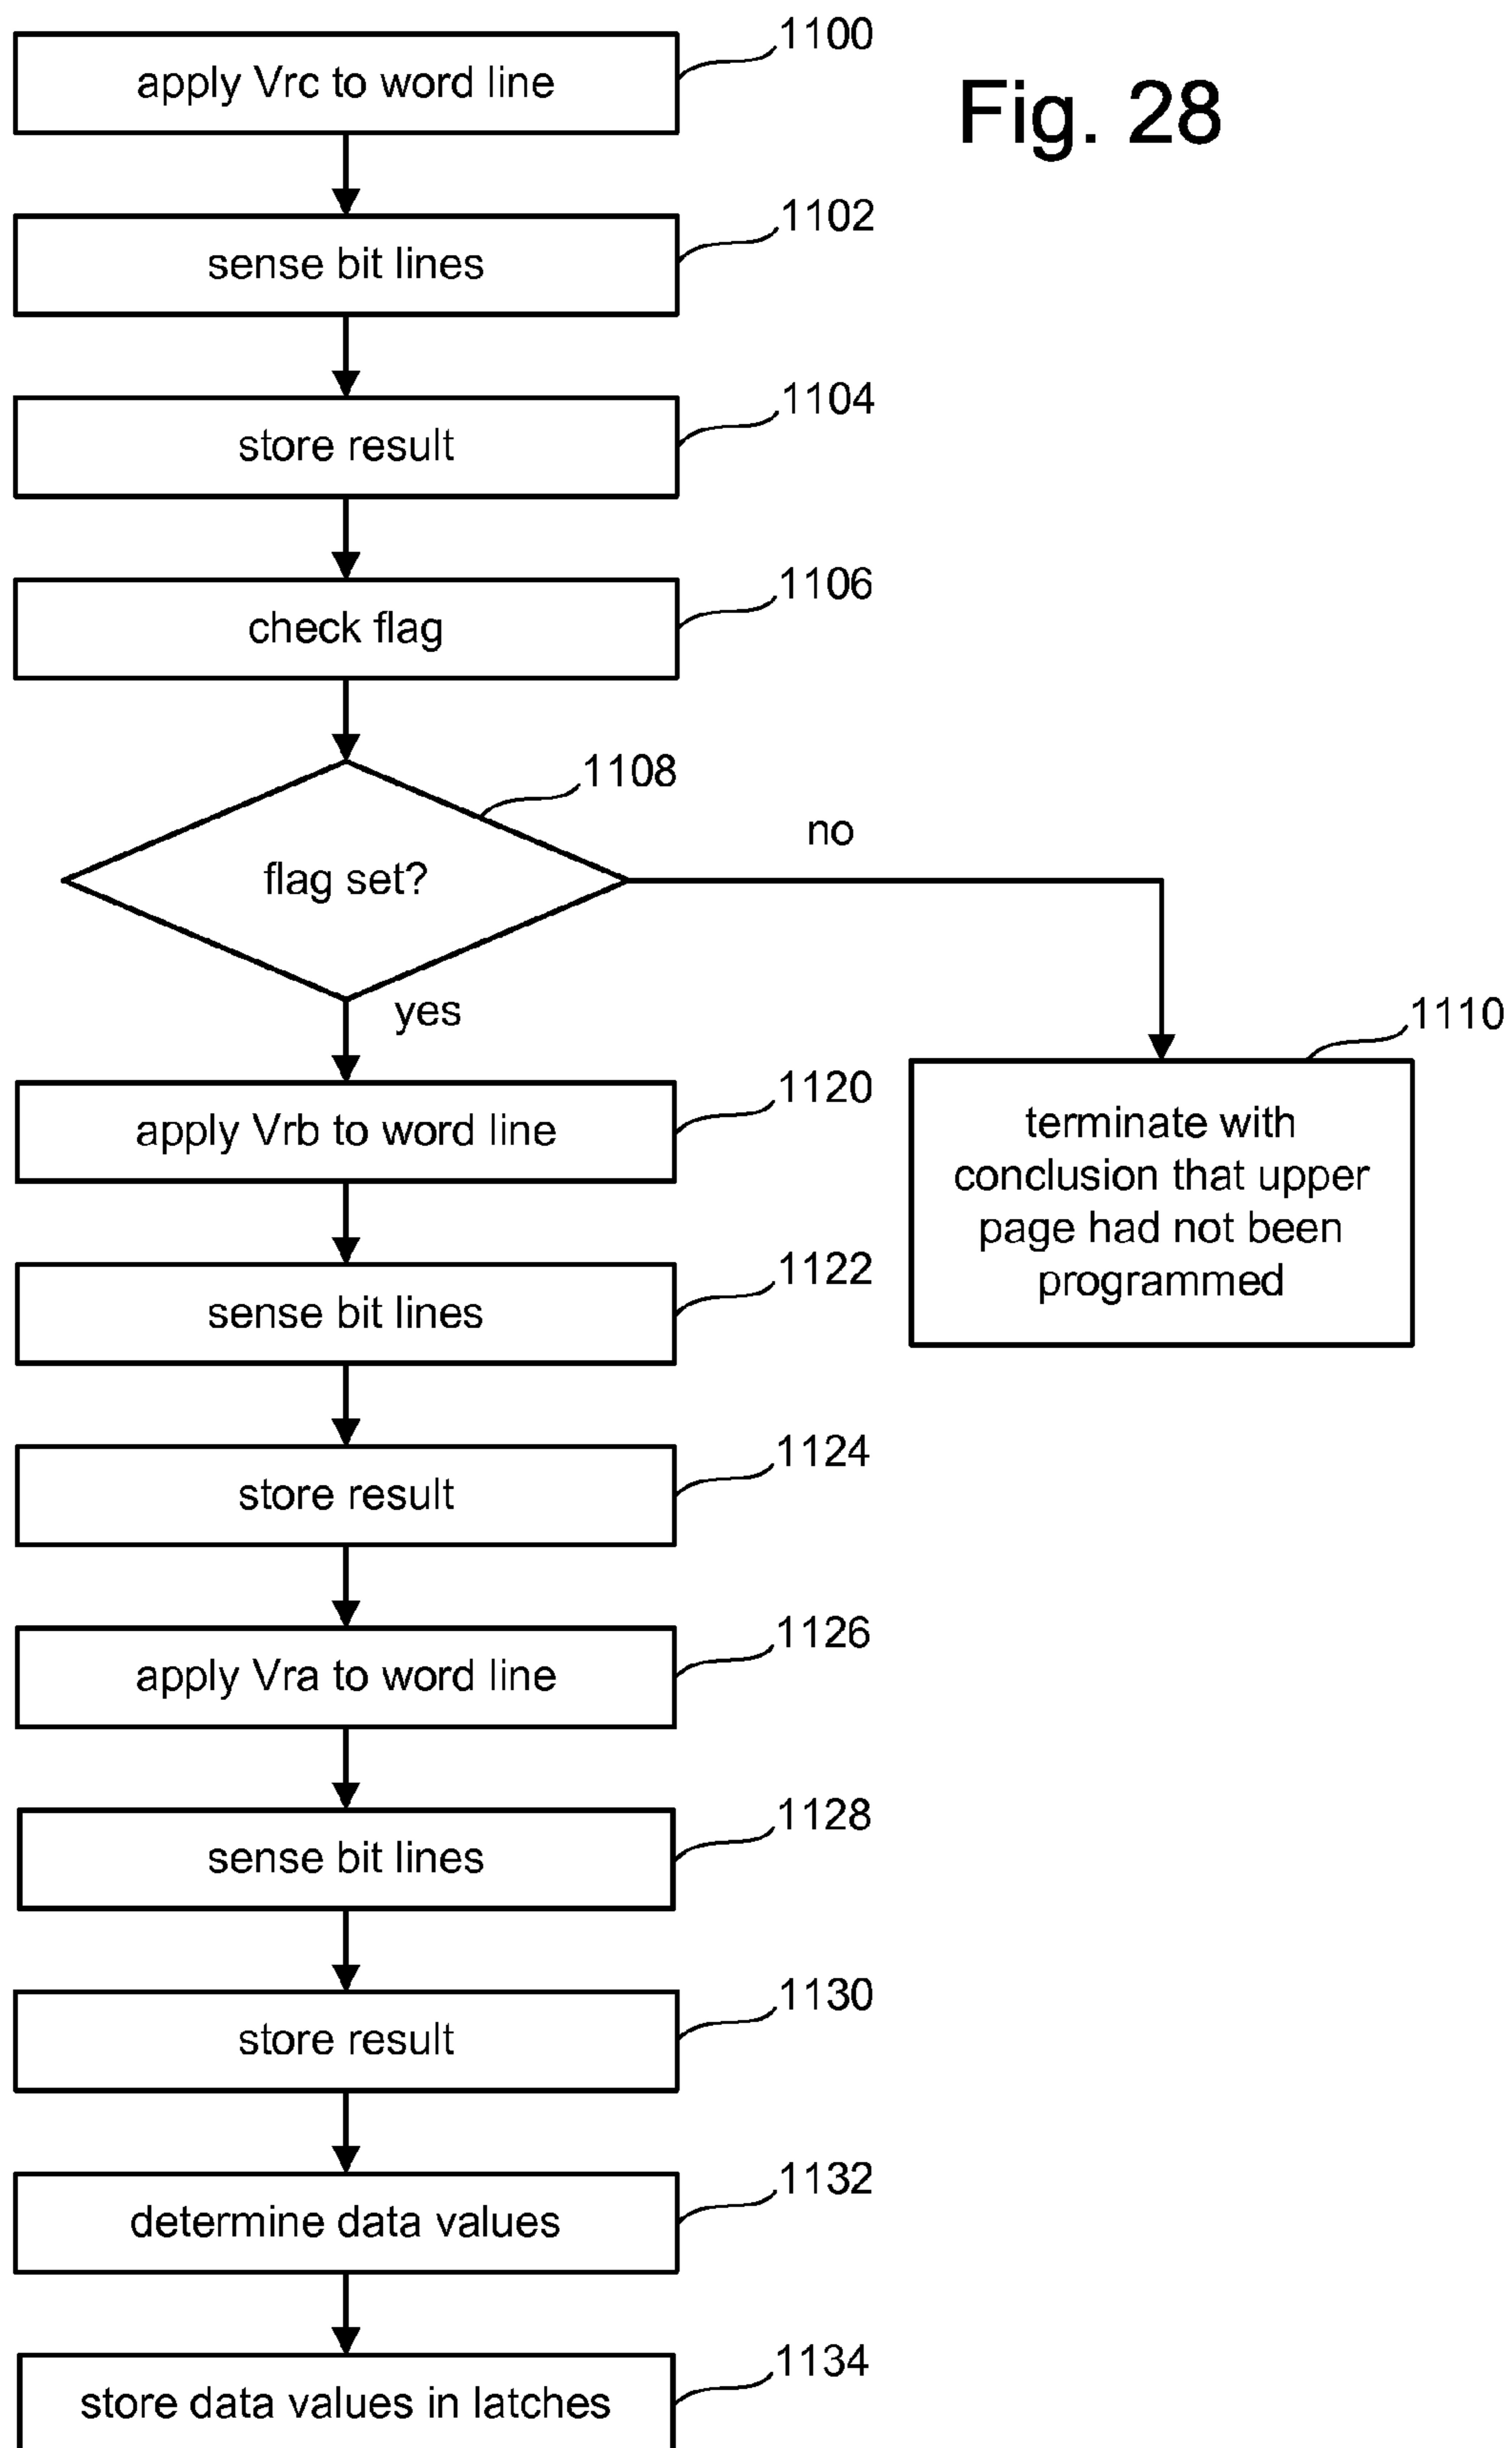 1100
apply Vrc to word line
Fig. 28
1102
sense bit lines
1104
store result
1106
check flag
1108
flag set?
no
yes
1110
terminate with
conclusion that upper
page had not been
programmed
1120
apply Vrb to word line
1122
sense bit lines
1124
store result
1126
apply Vra to word line
1128
sense bit lines
1130
store result
1132
determine data values
1134
store data values in latches